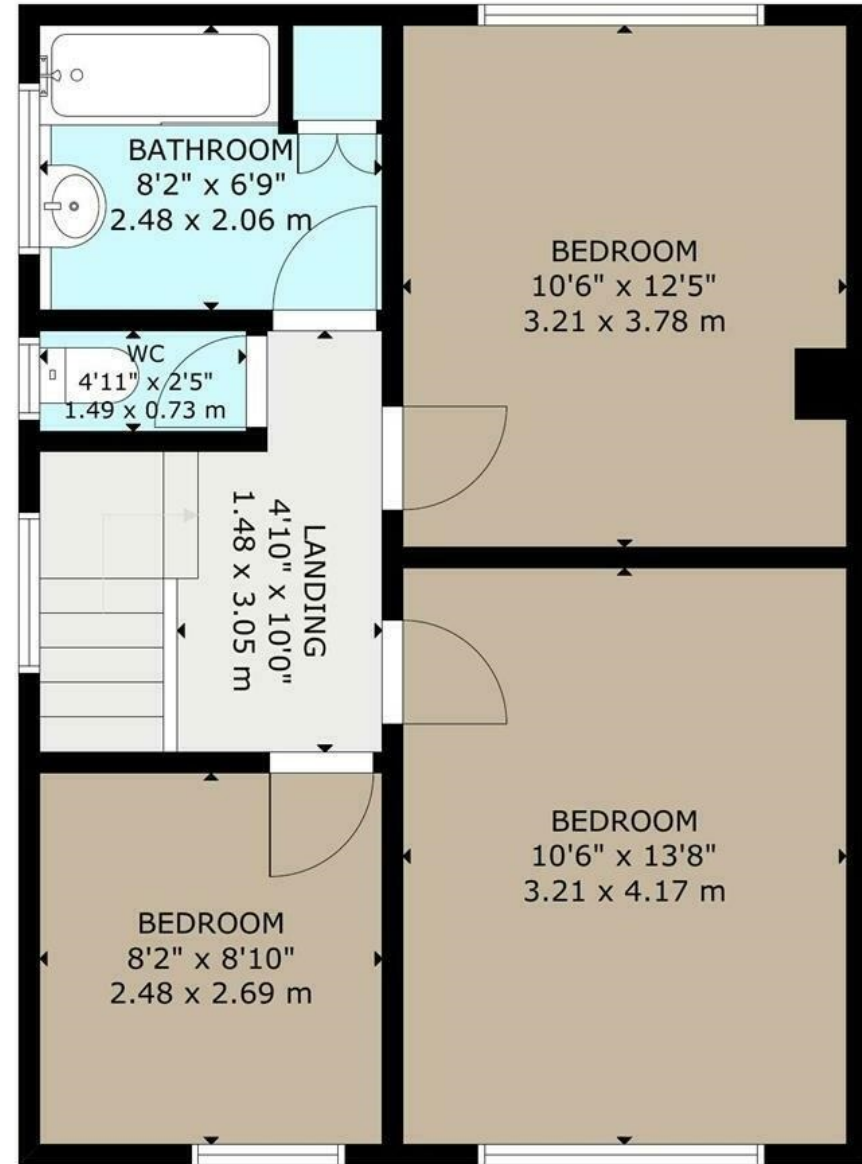 BATHROOM
8'2" x 6'9"
2.48 x 2.06 m
BEDROOM
10'6" x 12'5"
3.21 x 3.78 m
WC
4'11" x 2'5"
1.49 x 0.73 m
LANDING
4'10" x 10'0"
1.48 x 3.05 m
BEDROOM
10'6" x 13'8"
3.21 x 4.17 m
BEDROOM
8'2" x 8'10"
2.48 x 2.69 m